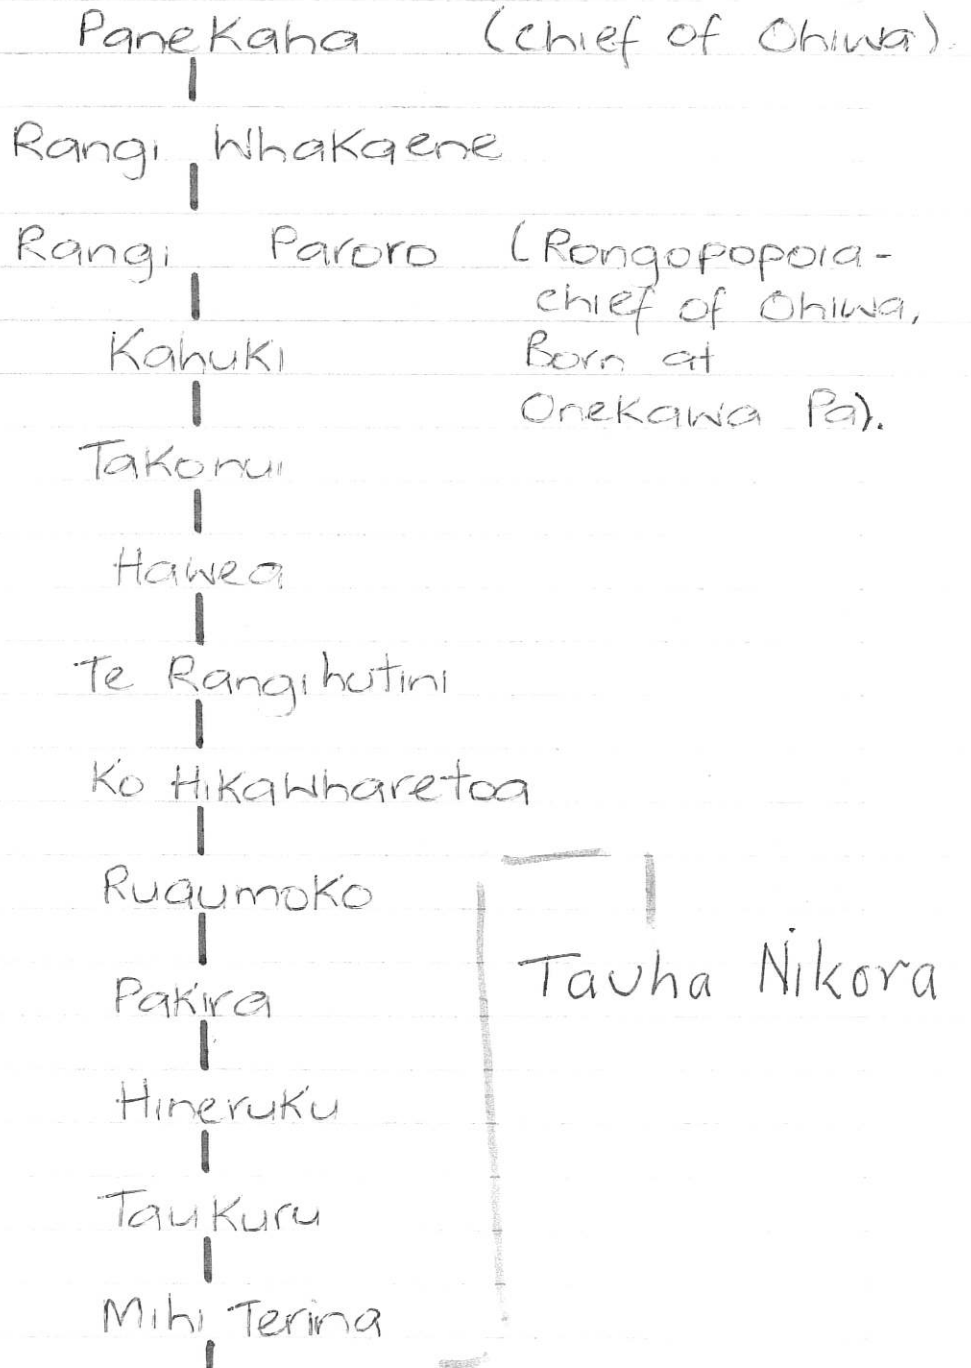 Panekaha (Chief of Ohiwa)
Rangi Whakaene
Rangi Paroro (Rongopopoia -
chief of Ohiwa,
Kahuki Born at
Onekawa Pa).
Takorui
Hawea
Te Rangihutini
Ko Hikawharetoa
Ruaumoko
Tauha Nikora
Pakira
Hineruku
Taukuru
Mihi Terina